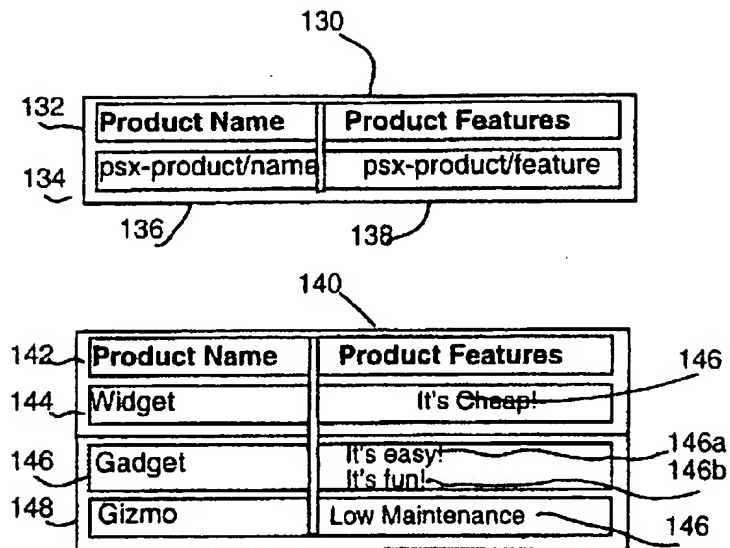 130
132 Product Name Product Features
134 psx-product/name psx-product/feature
136 138
140
142 Product Name Product Features 146
144 Widget It's Cheap!
146 Gadget It's easy! 146a
It's fun! 146b
148 Gizmo Low Maintenance 146